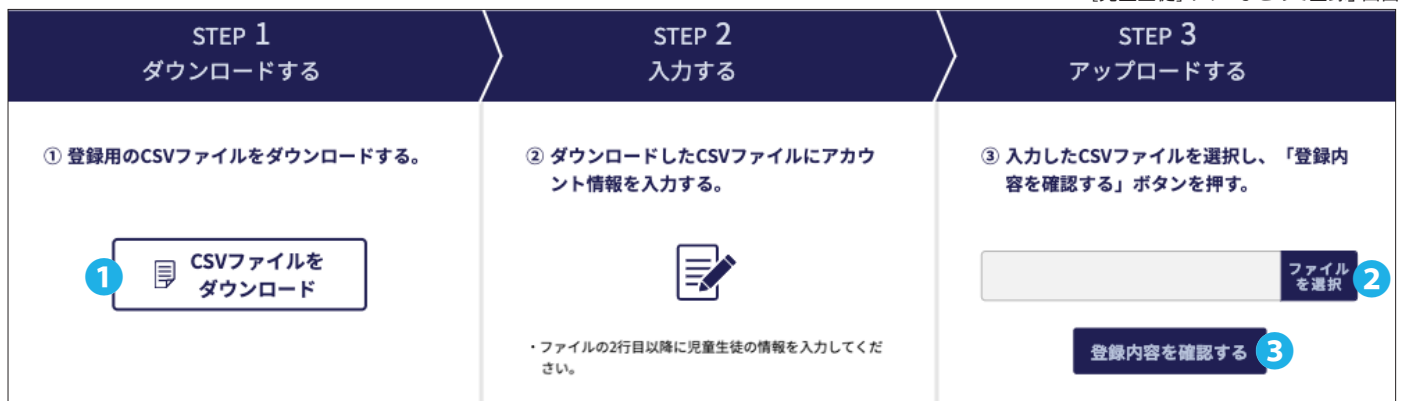 STEP 1
ダウンロードする
① 登録用のCSVファイルをダウンロードする。
1
CSVファイルを
ダウンロード
STEP 2
入力する
② ダウンロードしたCSVファイルにアカウ
ント情報を入力する。
・ファイルの2行目以降に児童生徒の情報を入力してくだ
さい。
STEP 3
アップロードする
③ 入力したCSVファイルを選択し、「登録内
容を確認する」ボタンを押す。
ファイル
を選択
2
登録内容を確認する
3